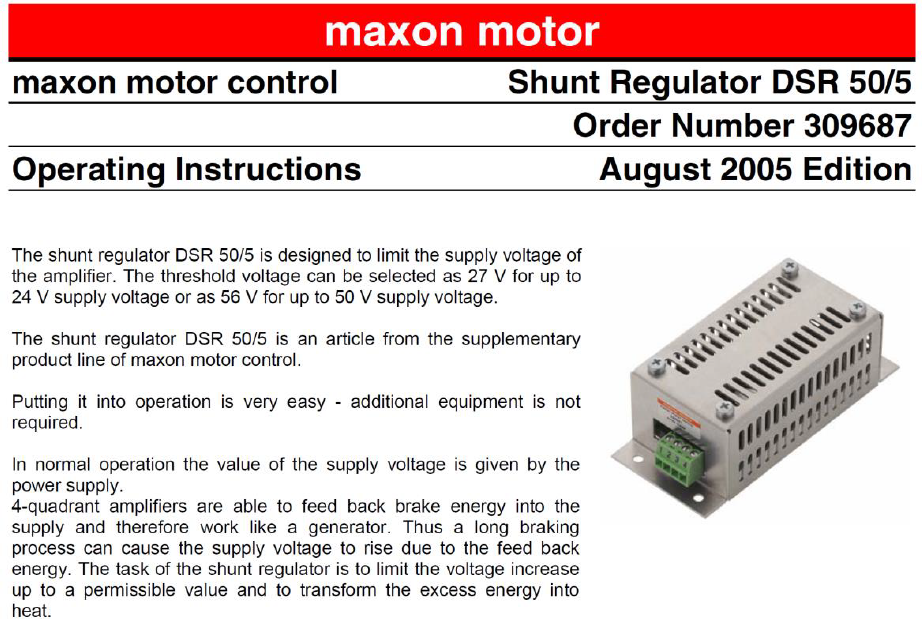 maxon motor
maxon motor control Shunt Regulator DSR 50/5
Order Number 309687
Operating Instructions August 2005 Edition
The shunt regulator DSR 50/5 is designed to limit the supply voltage of
the amplifier. The threshold voltage can be selected as 27 V for up to
24 V supply voltage or as 56 V for up to 50 V supply voltage.
The shunt regulator DSR 50/5 is an article from the supplementary
product line of maxon motor control.
Putting it into operation is very easy - additional equipment is not
required.
In normal operation the value of the supply voltage is given by the
power supply.
4-quadrant amplifiers are able to feed back brake energy into the
supply and therefore work like a generator. Thus a long braking
process can cause the supply voltage to rise due to the feed back
energy. The task of the shunt regulator is to limit the voltage increase
up to a permissible value and to transform the excess energy into
heat.